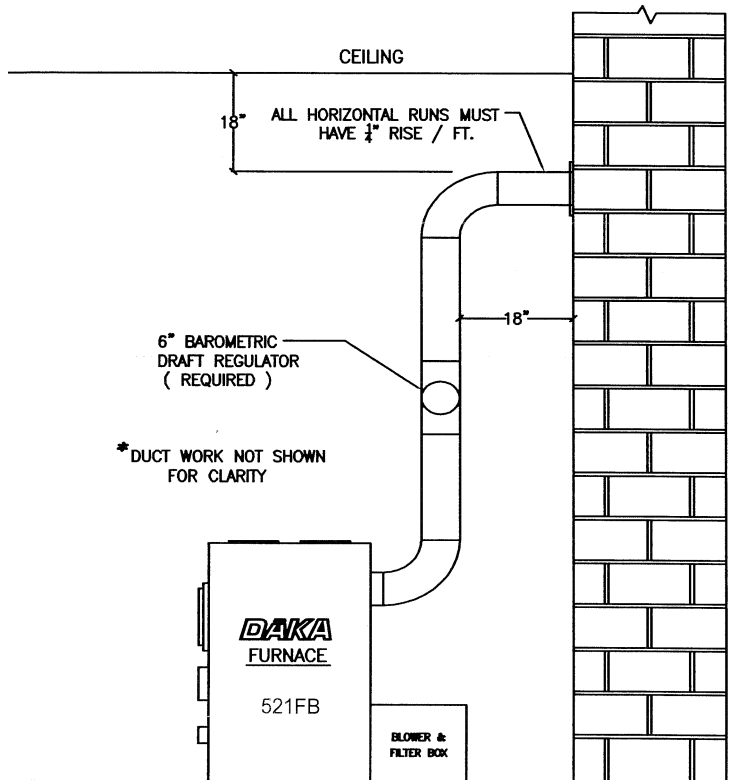 CEILING
18"
ALL HORIZONTAL RUNS MUST
HAVE 1/4" RISE / FT.
18"
6" BAROMETRIC
DRAFT REGULATOR
( REQUIRED )
*DUCT WORK NOT SHOWN
FOR CLARITY
DAKA
FURNACE
521FB
BLOWER &
FILTER BOX